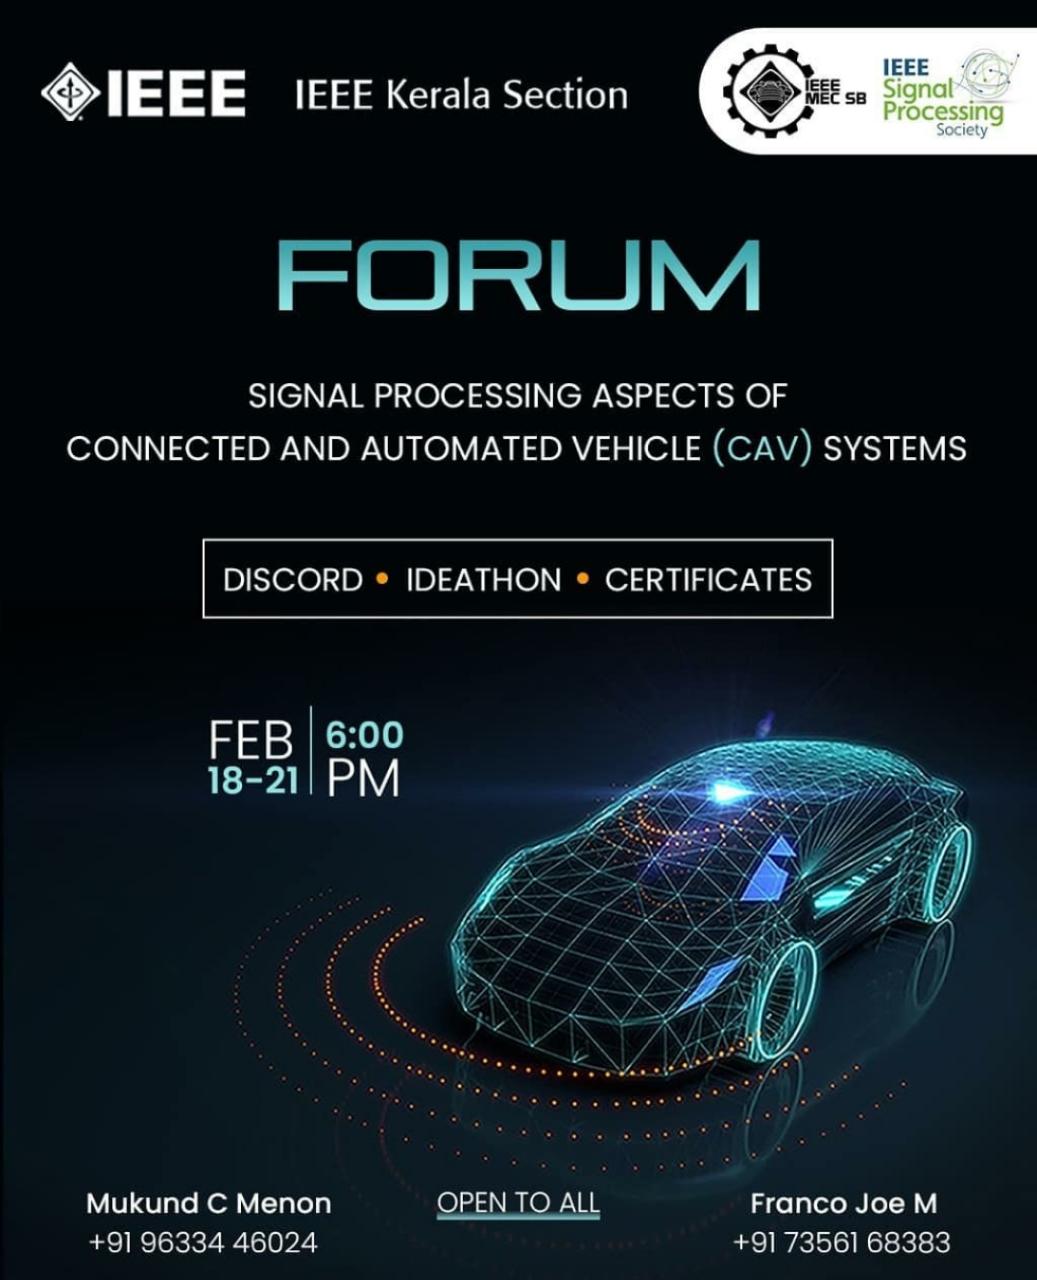 IEEE
IEEE Kerala Section
IEEE
MEC SB
IEEE
Signal
Processing
Society
FORUM
SIGNAL PROCESSING ASPECTS OF
CONNECTED AND AUTOMATED VEHICLE (CAV) SYSTEMS
DISCORD • IDEATHON • CERTIFICATES
FEB
18-21
6:00
PM
Mukund C Menon
+91 96334 46024
OPEN TO ALL
Franco Joe M
+91 73561 68383